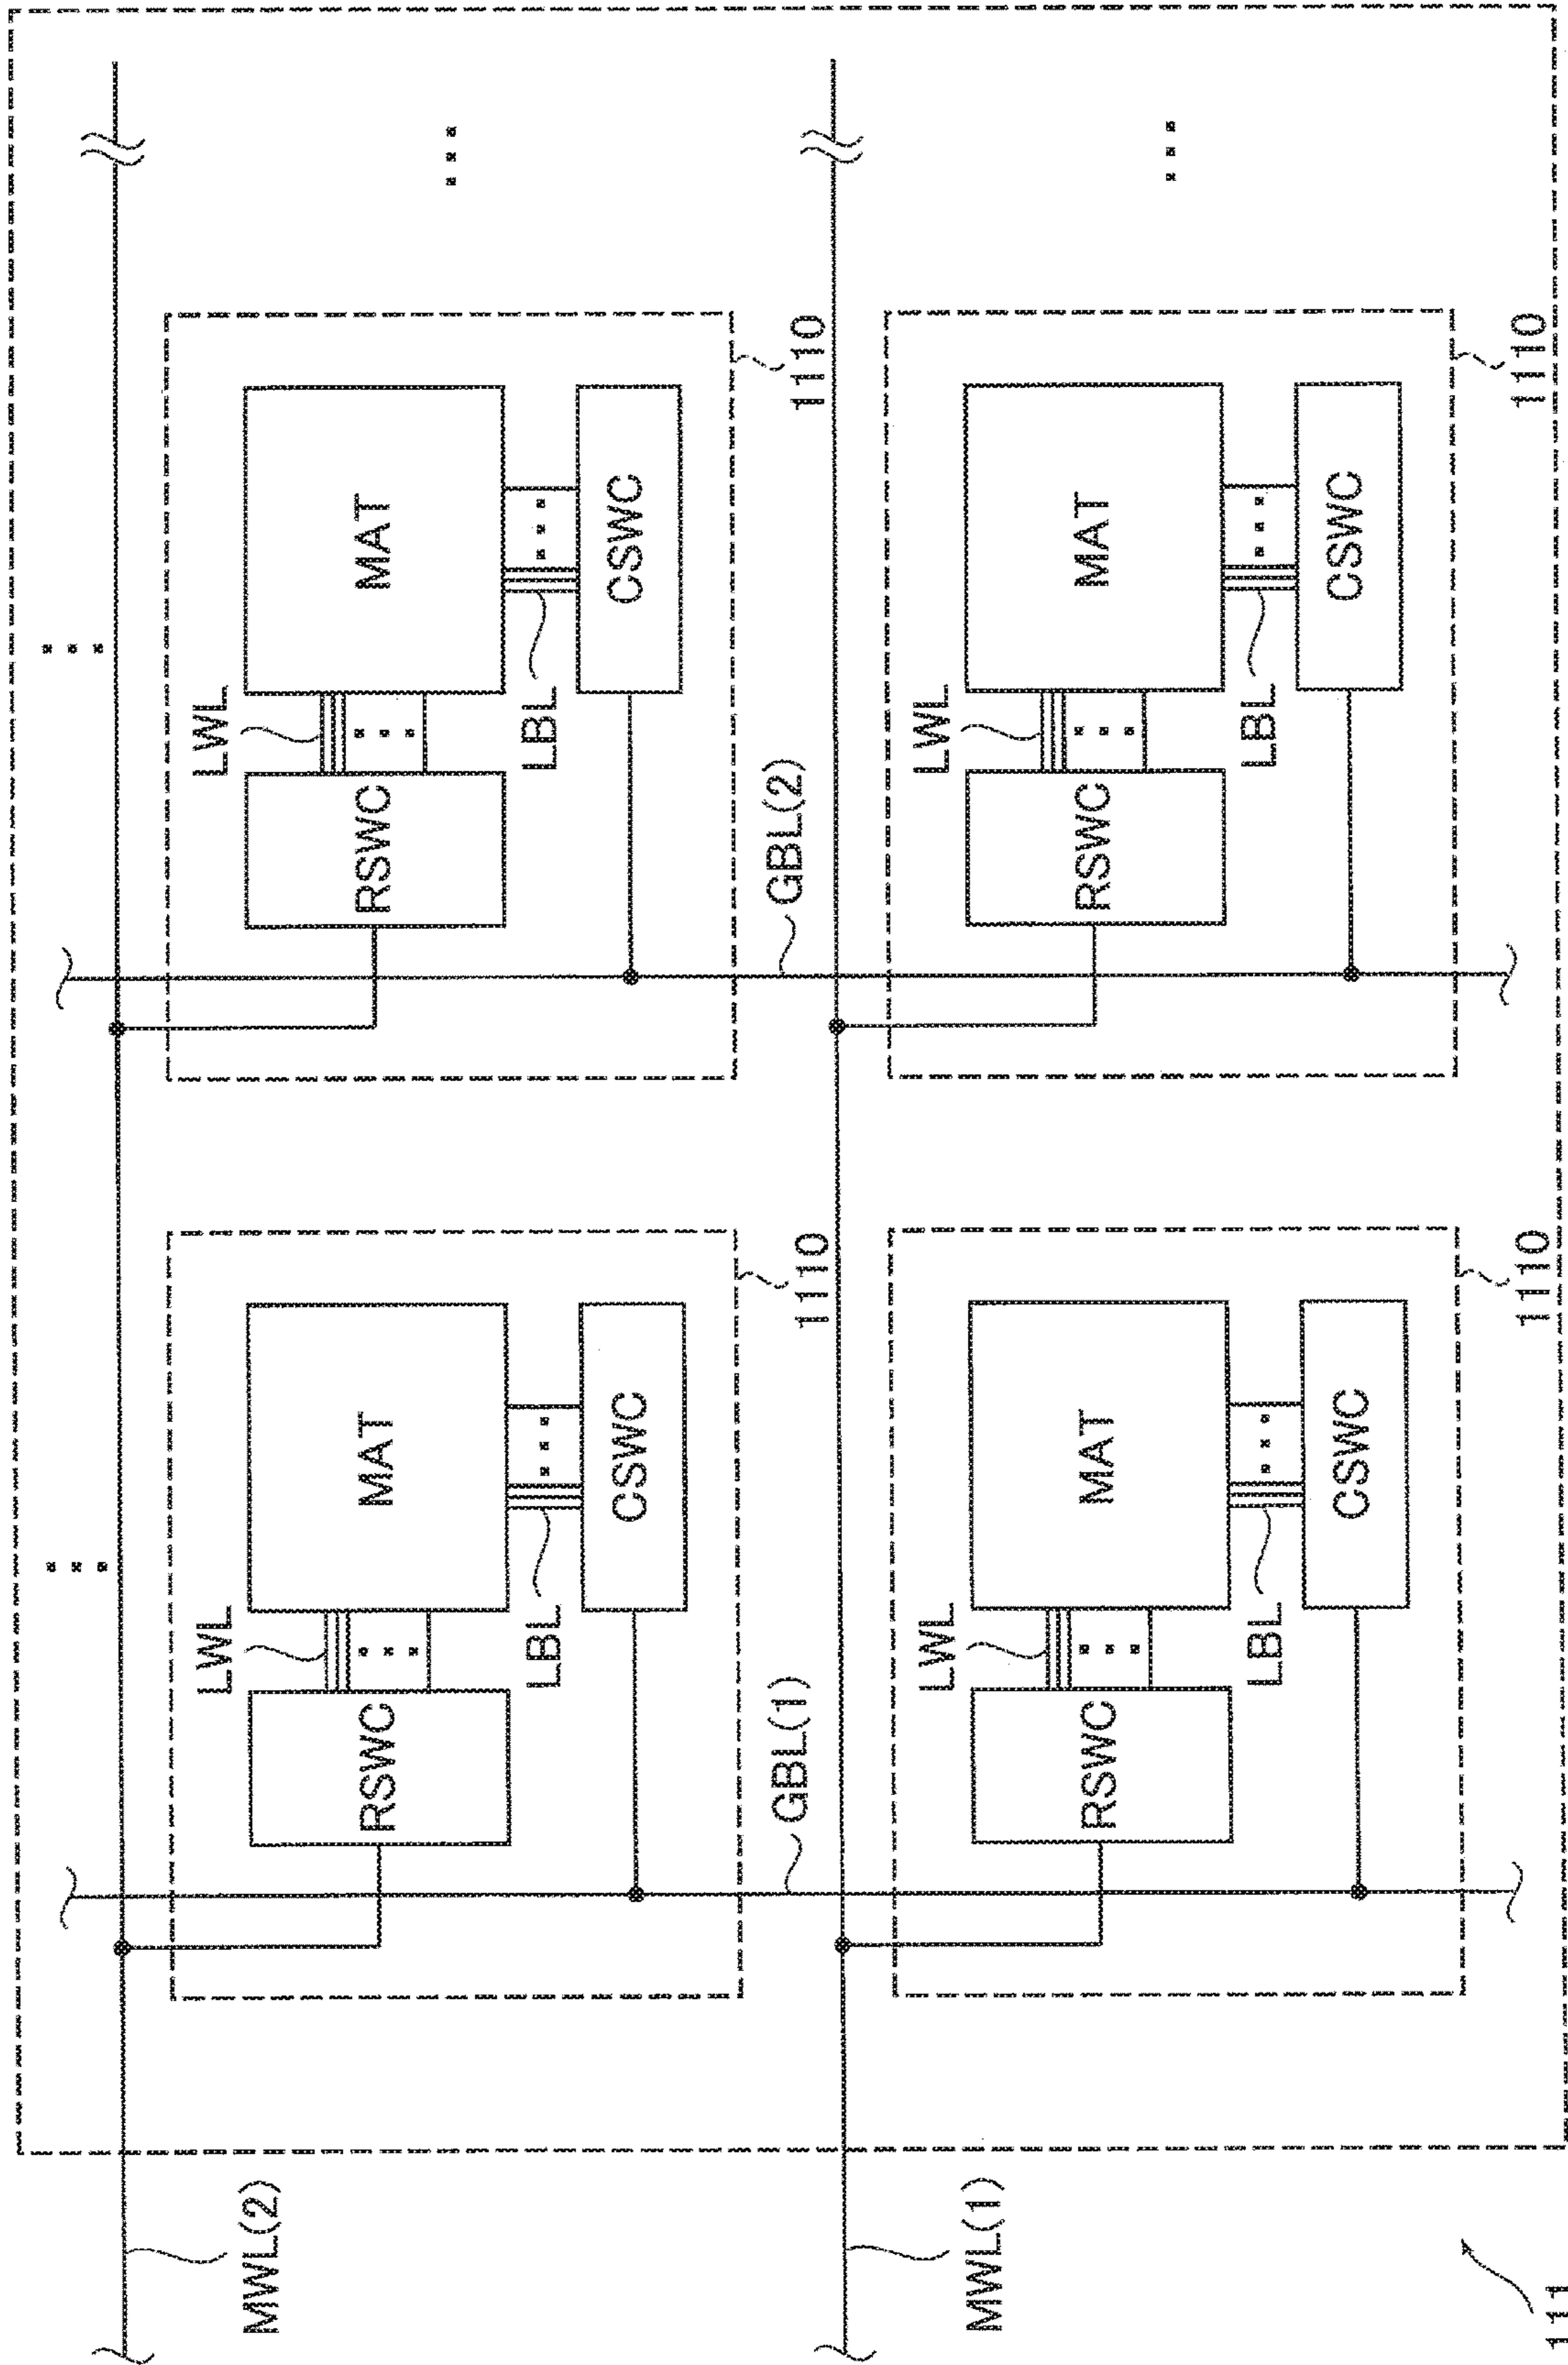 LWL
LWL
MWL(2)
RSWC
MAT
RSWC
MAT
LBL
LBL
CSWC
CSWC
GBL(1)
1110
GBL(2)
1110
LWL
LWL
MWL(1)
RSWC
MAT
RSWC
MAT
LBL
LBL
CSWC
CSWC
111
1110
1110